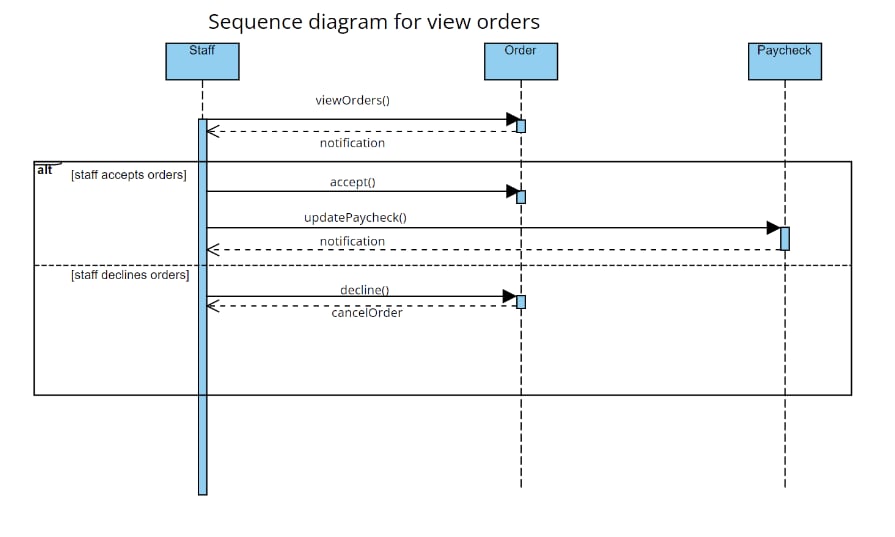 Sequence diagram for view orders
Staff
Order
Paycheck
viewOrders()
notification
alt
[staff accepts orders]
accept()
updatePaycheck()
notification
[staff declines orders]
decline()
cancelOrder